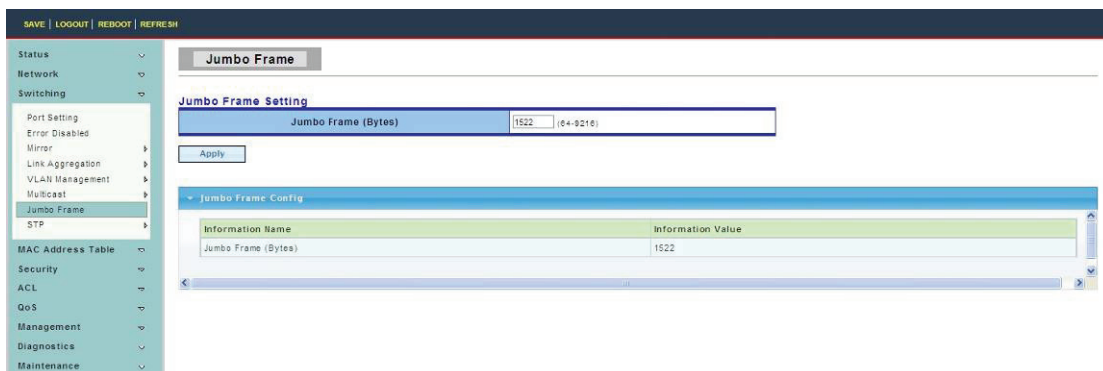 SAVE | LOGOUT | REBOOT | REFRESH
Status
Network
Switching
Port Setting
Error Disabled
Mirror
Link Aggregation
VLAN Management
Multicast
Jumbo Frame
STP
MAC Address Table
Security
ACL
QoS
Management
Diagnostics
Maintenance
Jumbo Frame
Jumbo Frame Setting
Jumbo Frame (Bytes) 1522 (64-9216)
Apply
Jumbo Frame Config
Information Name Information Value
Jumbo Frame (Bytes) 1522